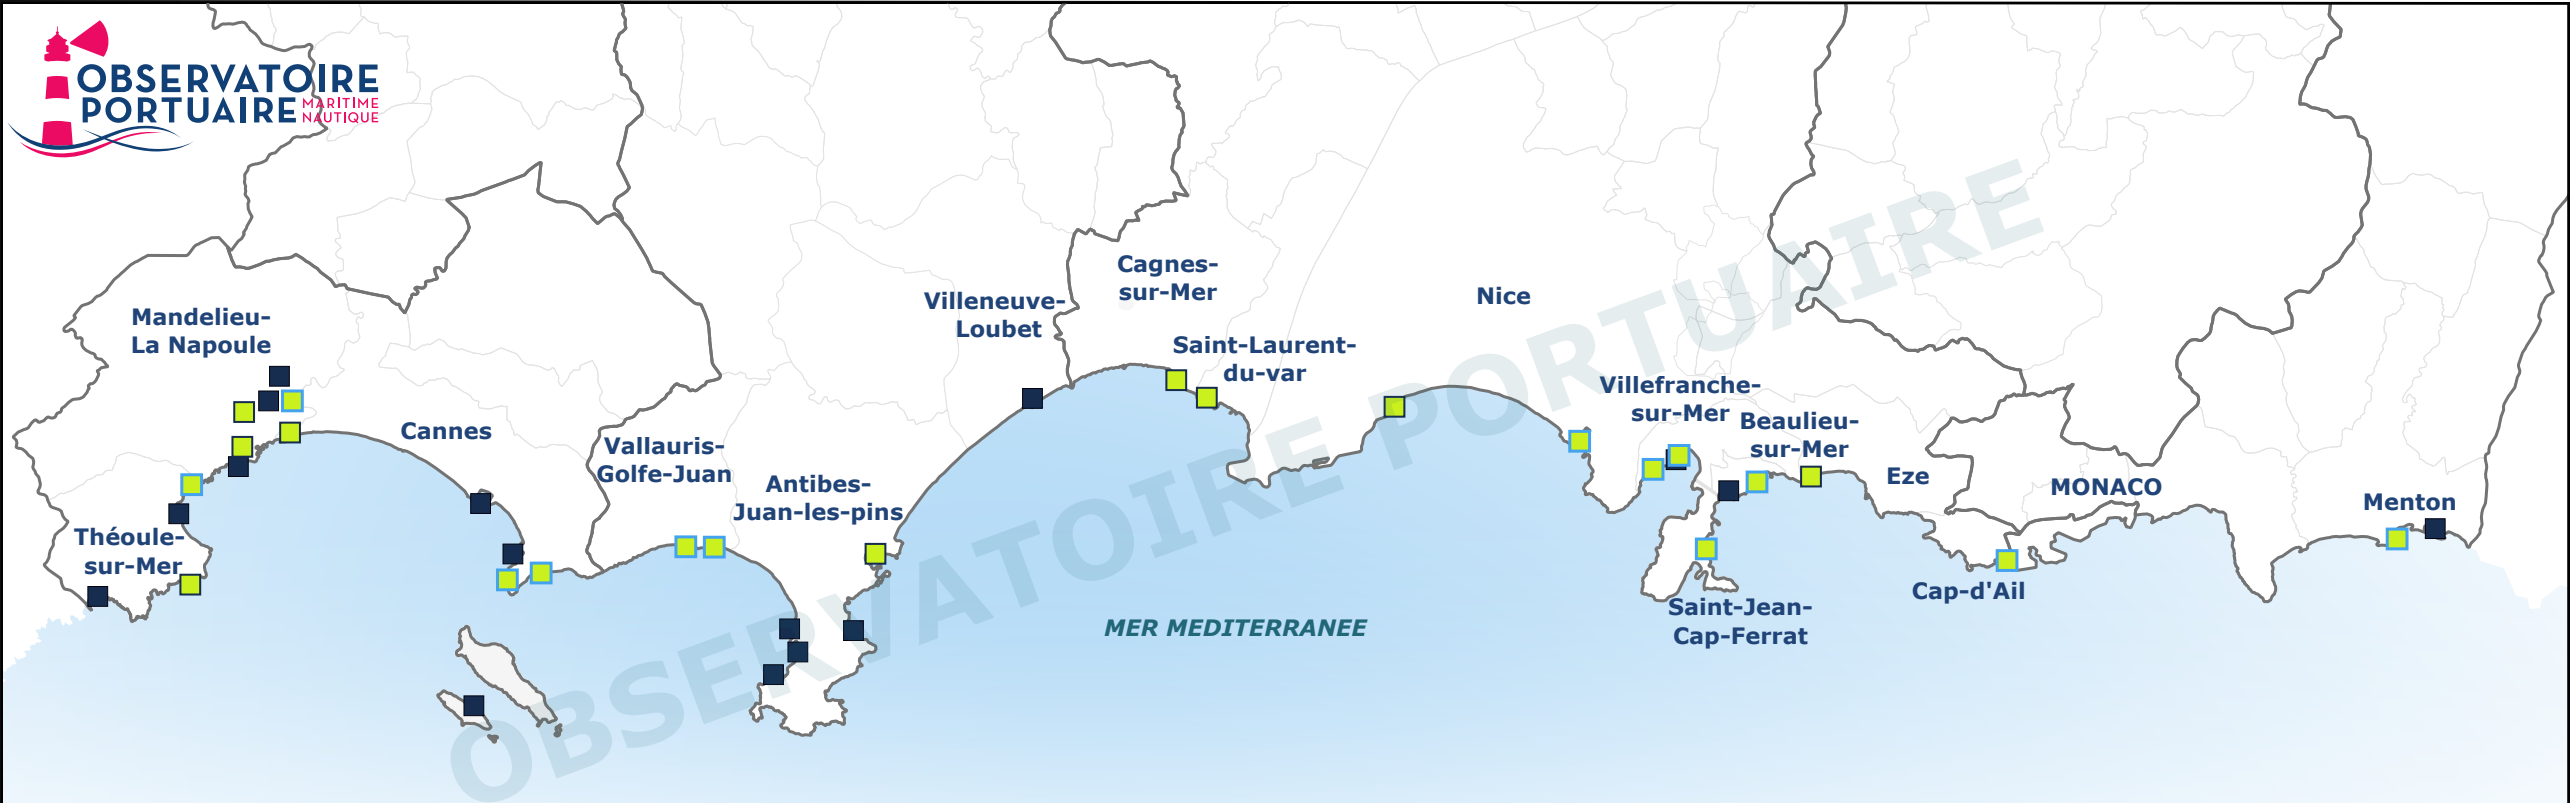 OBSERVATOIRE
PORTUAIRE MARITIME
NAUTIQUE
Cagnes-
sur-Mer
Villeneuve-
Loubet
Nice
Mandelieu-
La Napoule
Saint-Laurent-
du-var
Villefranche-
sur-Mer
Beaulieu-
sur-Mer
Cannes
Vallauris-
Golfe-Juan
Antibes-
Juan-les-pins
Eze
MONACO
Menton
Théoule-
sur-Mer
Cap-d'Ail
Saint-Jean-
Cap-Ferrat
MER MEDITERRANEE
OBSERVATOIRE PORTUAIRE